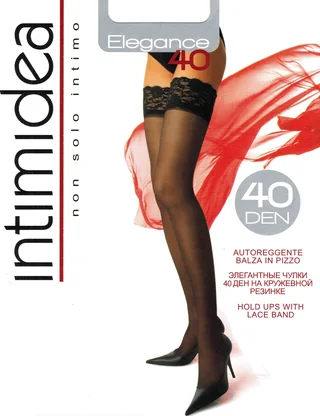 Elegance
40
intimidea
non solo intimo
40
DEN
AUTOREGGENTE
BALZA IN PIZZO
ЭЛЕГАНТНЫЕ ЧУЛКИ
40 ДЕН НА КРУЖЕВНОЙ
РЕЗИНКЕ
HOLD UPS WITH
LACE BAND